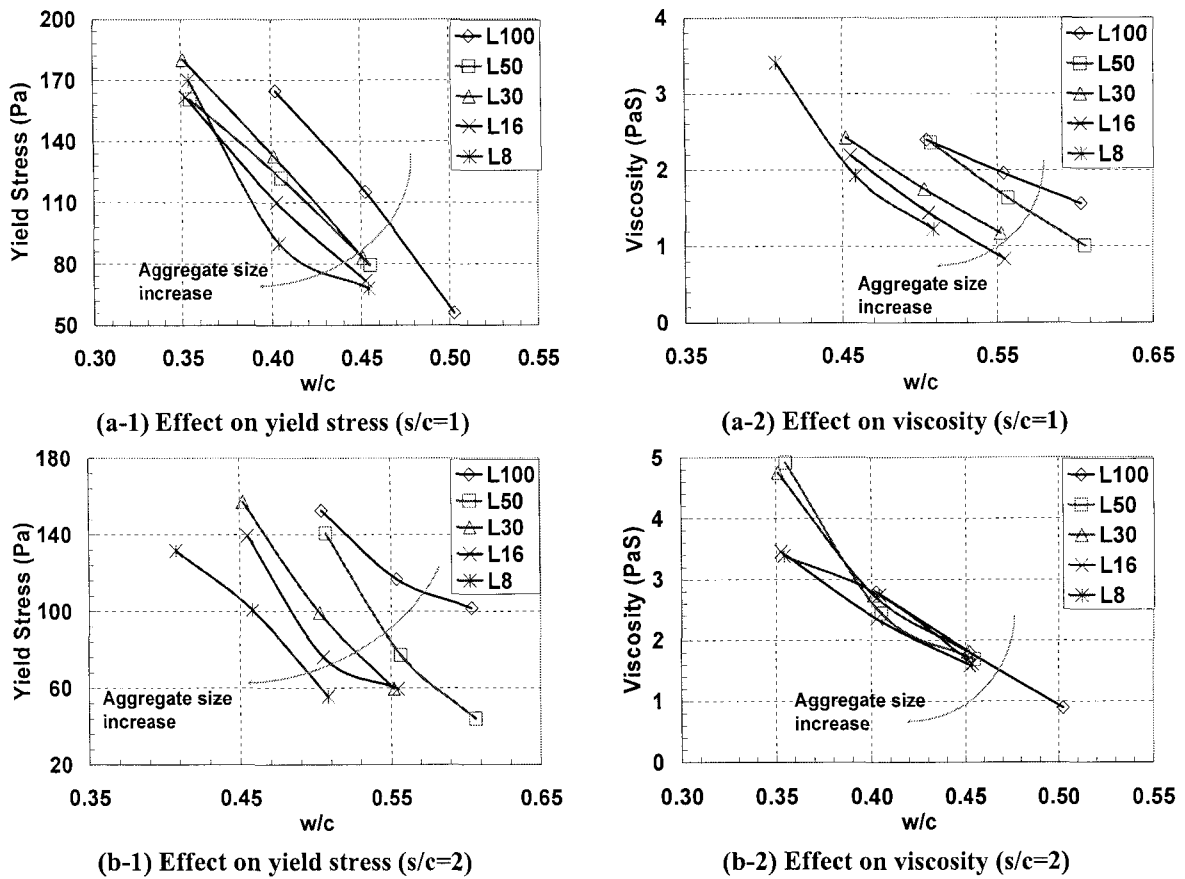 200
170
140
110
80
50
Yield Stress (Pa)
L100
L50
L30
L16
L8
Aggregate size
increase
0.30 0.35 0.40 0.45 0.50 0.55
w/c
(a-1) Effect on yield stress (s/c=1)
4
3
2
1
0
Viscosity (PaS)
L100
L50
L30
L16
L8
Aggregate size
increase
0.35 0.45 0.55 0.65
w/c
(a-2) Effect on viscosity (s/c=1)
180
140
100
60
20
Yield Stress (Pa)
L100
L50
L30
L16
L8
Aggregate size
increase
0.35 0.45 0.55 0.65
w/c
(b-1) Effect on yield stress (s/c=2)
5
4
3
2
1
0
Viscosity (PaS)
L100
L50
L30
L16
L8
Aggregate size
increase
0.30 0.35 0.40 0.45 0.50 0.55
w/c
(b-2) Effect on viscosity (s/c=2)